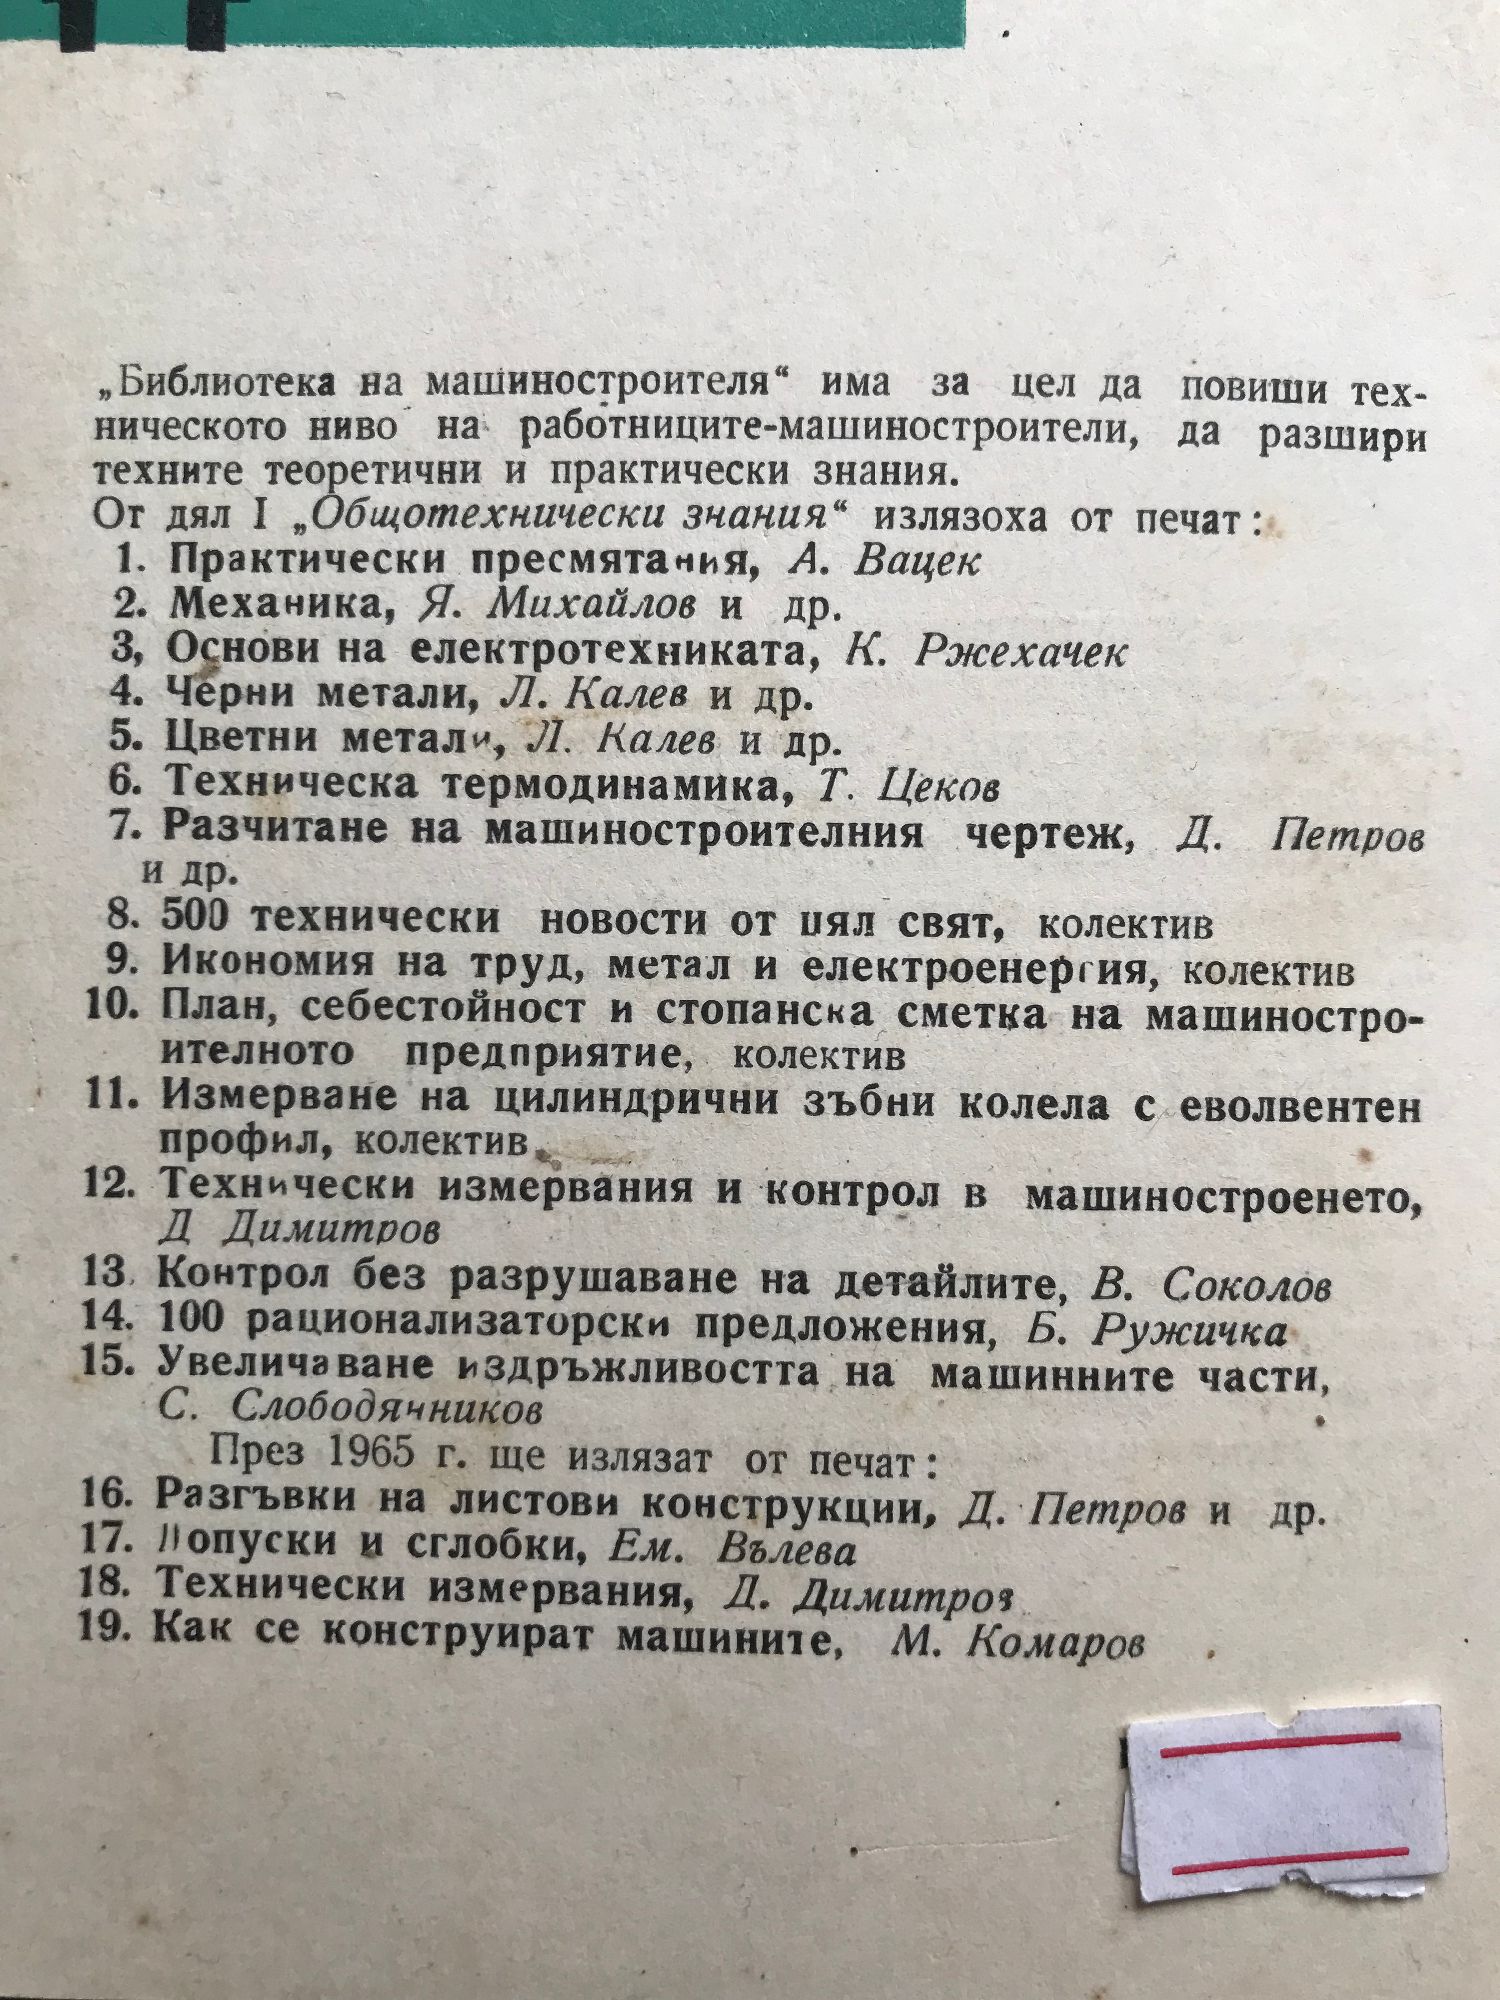 „Библиотека на машиностроителя“ има за цел да повиши тех-
ническото ниво на работниците-машиностроители, да разшири
техните теоретични и практически знания.
От дял I „Общотехнически знания“ излязоха от печат:
1. Практически пресмятания, А. Вацек
2. Механика, Я. Михайлов и др.
3, Основи на електротехниката, К. Ржехачек
4. Черни метали, Л. Калев и др.
5. Цветни метали, Л. Калев и др.
6. Техническа термодинамика, Т. Цеков
7. Разчитане на машиностроителния чертеж, Д. Петров
и др.
8. 500 технически новости от цял свят, колектив
9. Икономия на труд, метал и електроенергия, колектив
10. План, себестойност и стопанска сметка на машиностро-
ителното предприятие, колектив
11. Измерване на цилиндрични зъбни колела с еволвентен
профил, колектив
12. Технически измервания и контрол в машиностроенето,
Д Димитров
13. Контрол без разрушаване на детайлите, В. Соколов
14. 100 рационализаторски предложения, Б. Ружичка
15. Увеличаване издръжливостта на машинните части,
С. Слободянников
През 1965 г. ще излязат от печат:
16. Разгъвки на листови конструкции, Д. Петров и др.
17. Допуски и сглобки, Ем. Вълева
18. Технически измервания, Д. Димитров
19. Как се конструират машините, М. Комаров